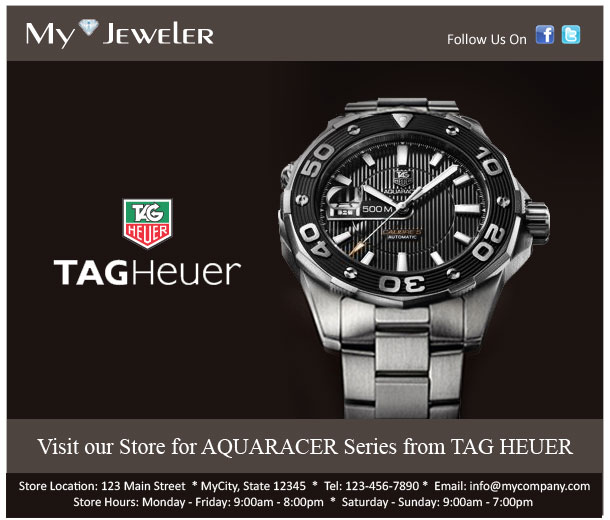 My Jeweler
Follow Us On
50
10
40
20
30
TAG
HEUER
AQUARACER
500 M
CALIBRE 5
AUTOMATIC
TAG
HEUER
TAGHeuer
Visit our Store for AQUARACER Series from TAG HEUER
Store Location: 123 Main Street * MyCity, State 12345 * Tel: 123-456-7890 * Email: info@mycompany.com
Store Hours: Monday - Friday: 9:00am - 8:00pm * Saturday - Sunday: 9:00am - 7:00pm